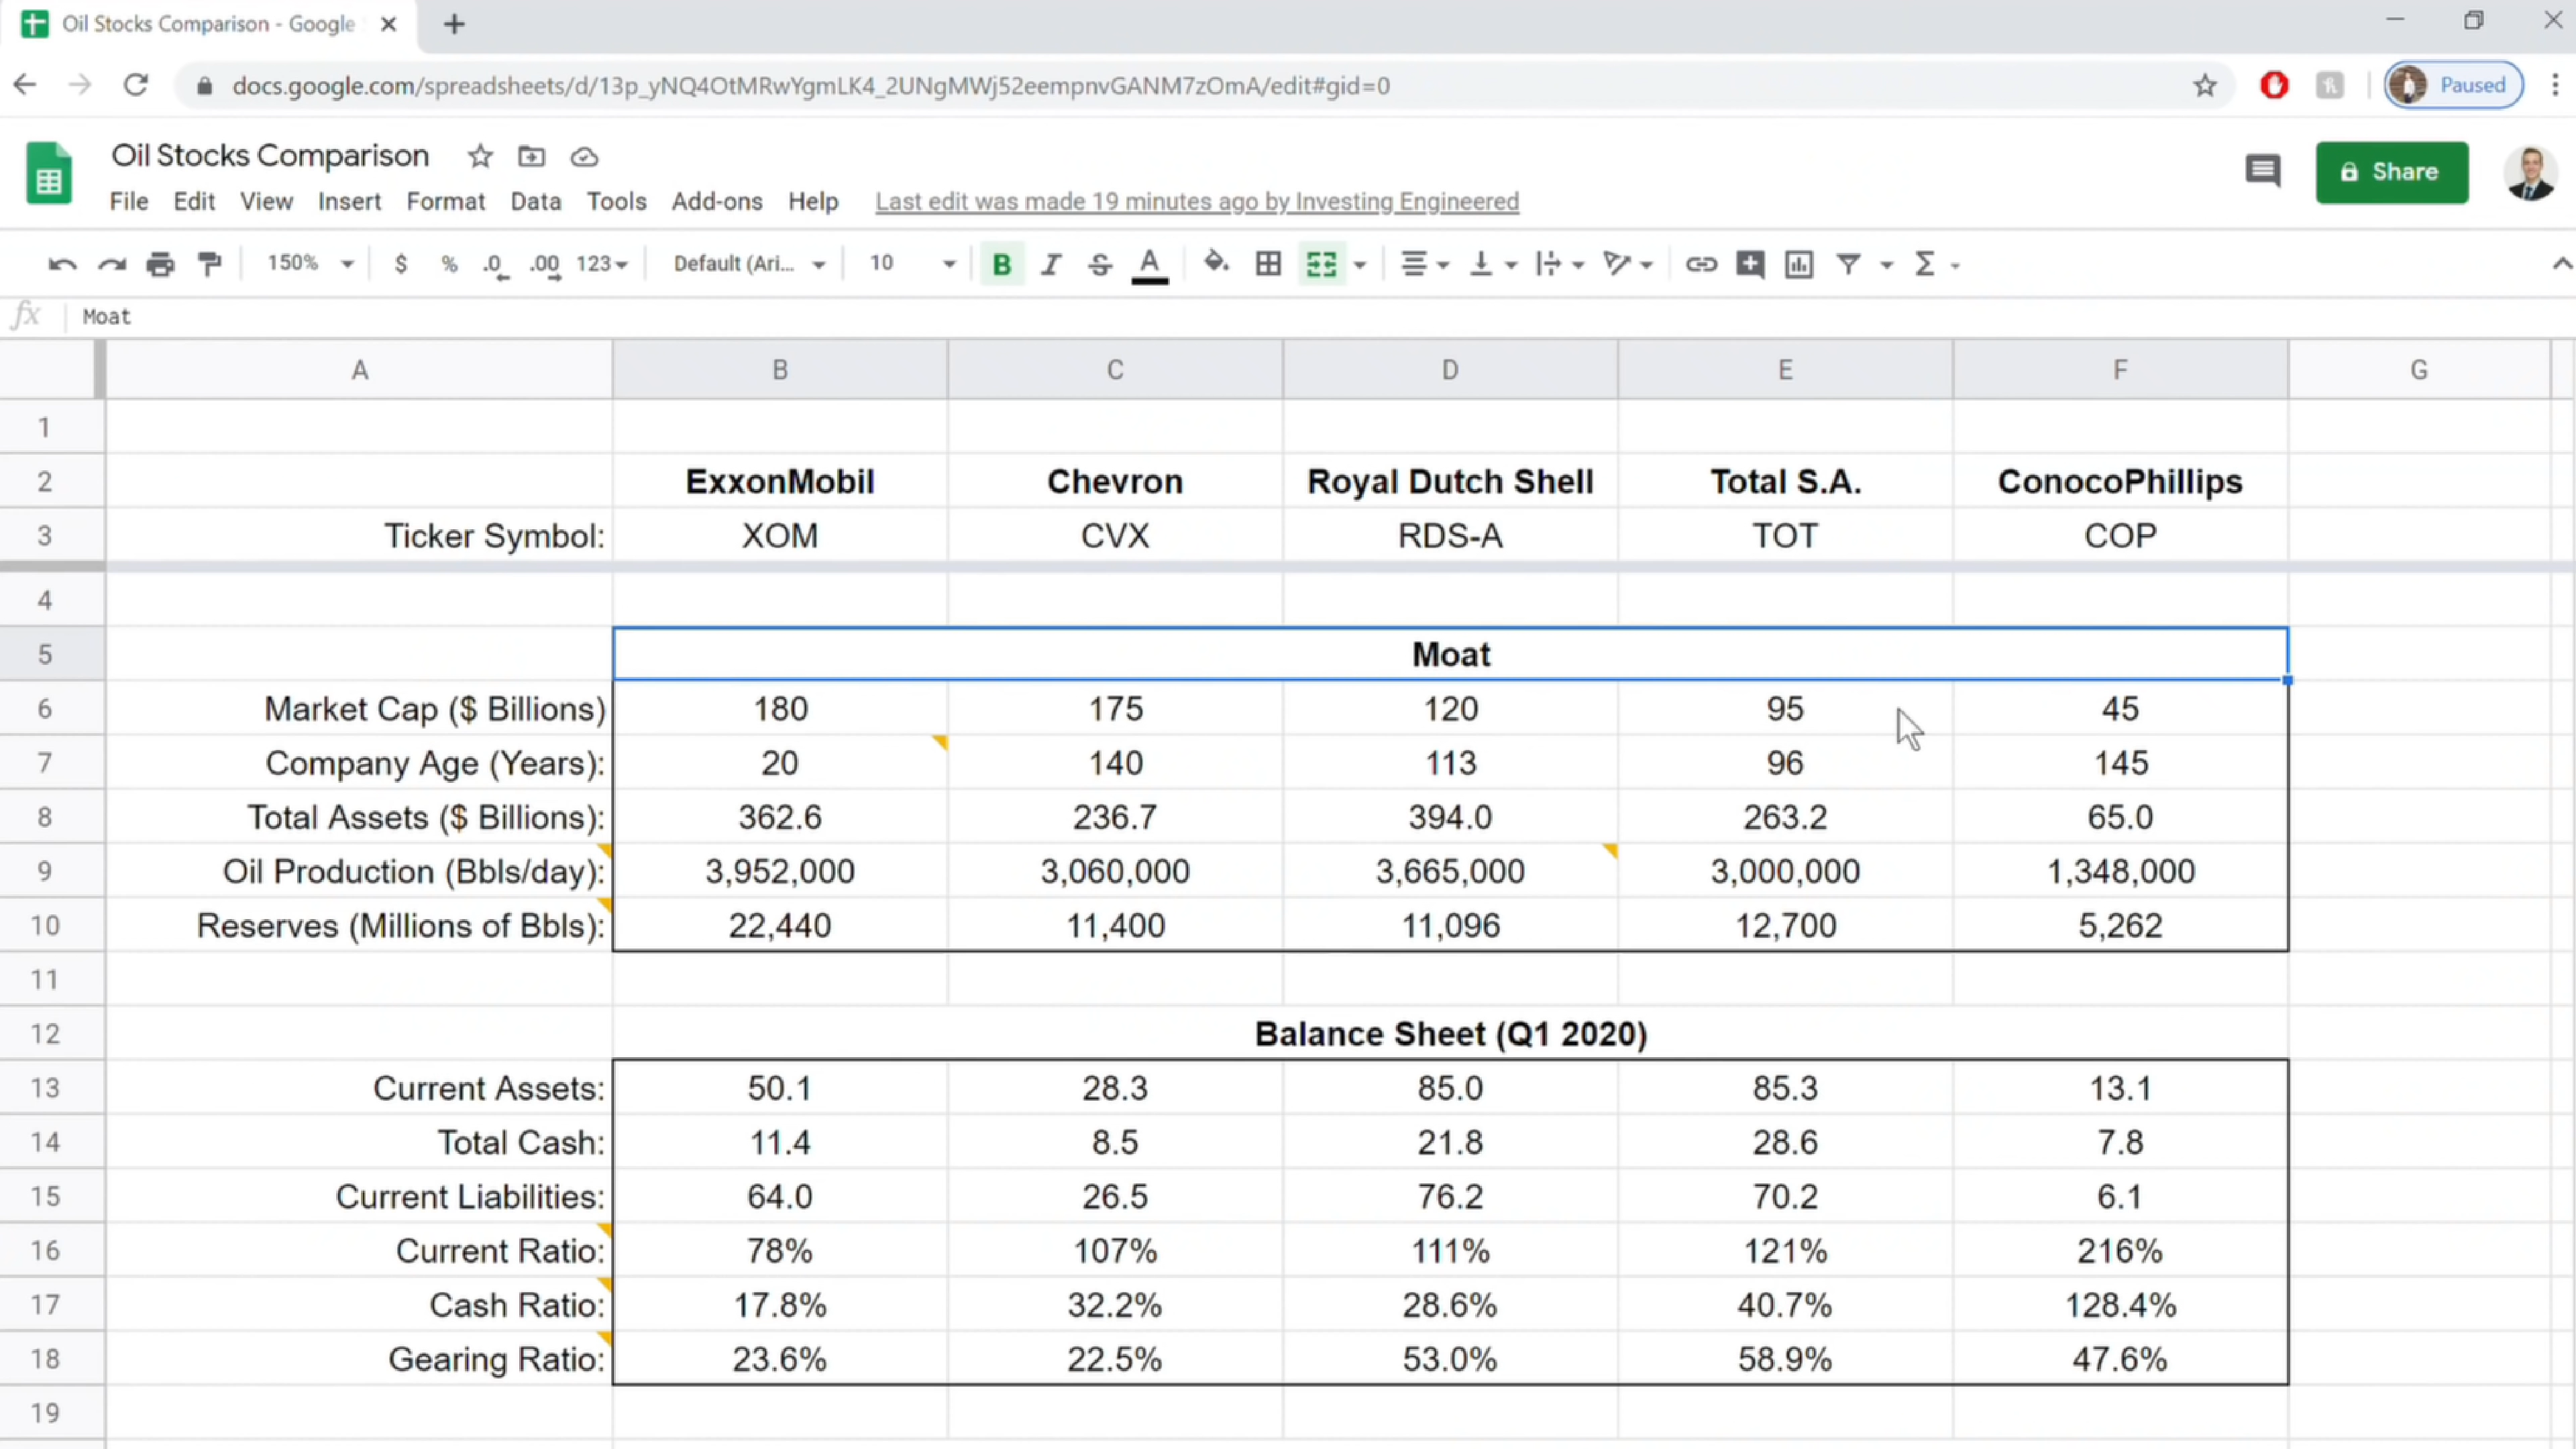 Oil Stocks Comparison - Google
docs.google.com/spreadsheets/d/13p_yNQ4OtMRwYgmLK4_2UNgMWj52eempnvGANM7zOmA/edit#gid=0
Paused
Oil Stocks Comparison
Share
File Edit View Insert Format Data Tools Add-ons Help Last edit was made 19 minutes ago by Investing Engineered
150% $ % .0 .00 123 Default (Ari... 10 B I S A Σ
fx Moat
A B C D E F G
1
2 ExxonMobil Chevron Royal Dutch Shell Total S.A. ConocoPhillips
3 Ticker Symbol: XOM CVX RDS-A TOT COP
4
5 Moat
6 Market Cap ($ Billions) 180 175 120 95 45
7 Company Age (Years): 20 140 113 96 145
8 Total Assets ($ Billions): 362.6 236.7 394.0 263.2 65.0
9 Oil Production (Bbls/day): 3,952,000 3,060,000 3,665,000 3,000,000 1,348,000
10 Reserves (Millions of Bbls): 22,440 11,400 11,096 12,700 5,262
11
12 Balance Sheet (Q1 2020)
13 Current Assets: 50.1 28.3 85.0 85.3 13.1
14 Total Cash: 11.4 8.5 21.8 28.6 7.8
15 Current Liabilities: 64.0 26.5 76.2 70.2 6.1
16 Current Ratio: 78% 107% 111% 121% 216%
17 Cash Ratio: 17.8% 32.2% 28.6% 40.7% 128.4%
18 Gearing Ratio: 23.6% 22.5% 53.0% 58.9% 47.6%
19